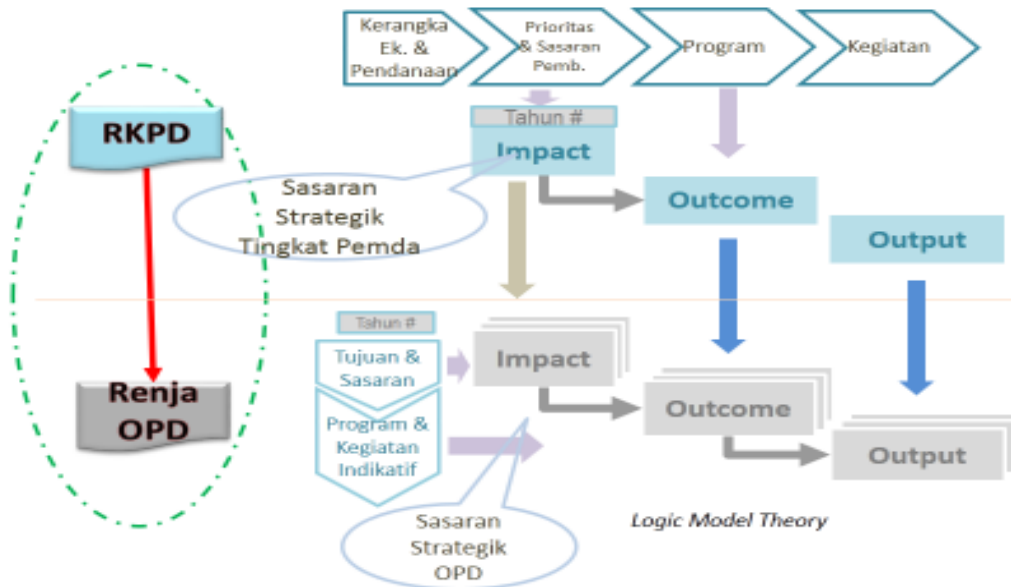 Kerangka
Ek. &
Pendanaan
Prioritas
& Sasaran
Pemb.
Program
Kegiatan
RKPD
Tahun #
Impact
Sasaran
Strategik
Tingkat Pemda
Outcome
Output
Tahun #
Tujuan &
Sasaran
Impact
Renja
OPD
Program &
Kegiatan
Indikatif
Outcome
Output
Sasaran
Strategik
OPD
Logic Model Theory